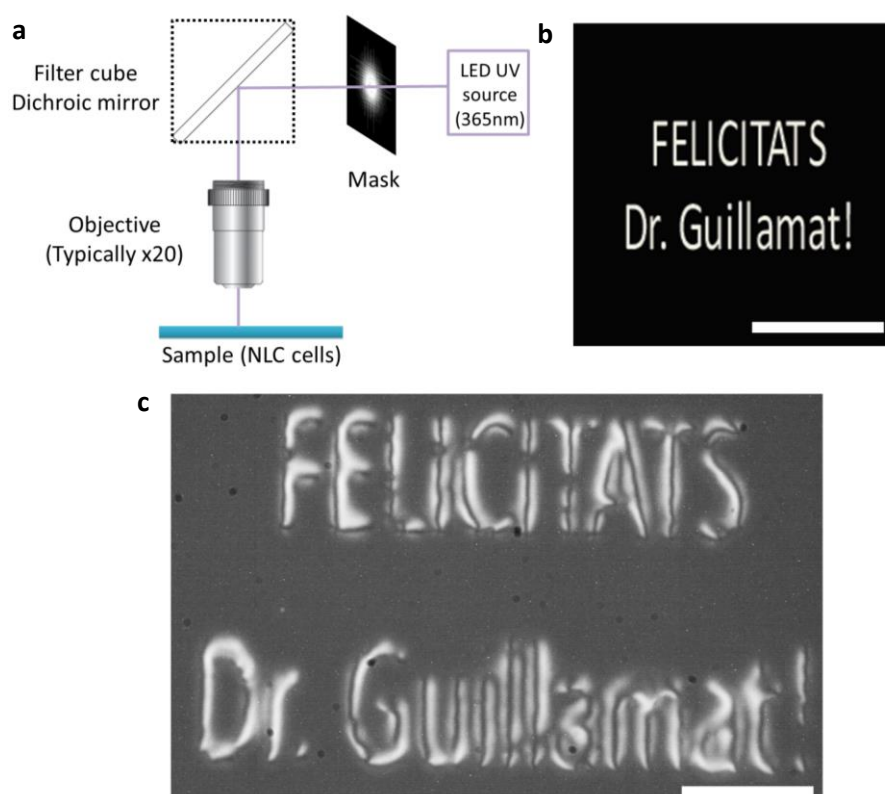 a
Filter cube
Dichroic mirror
Mask
LED UV
source
(365nm)
Objective
(Typically x20)
Sample (NLC cells)
b
FELICITATS
Dr. Guillamat!
c
FELICITATS
Dr. Guillamat!